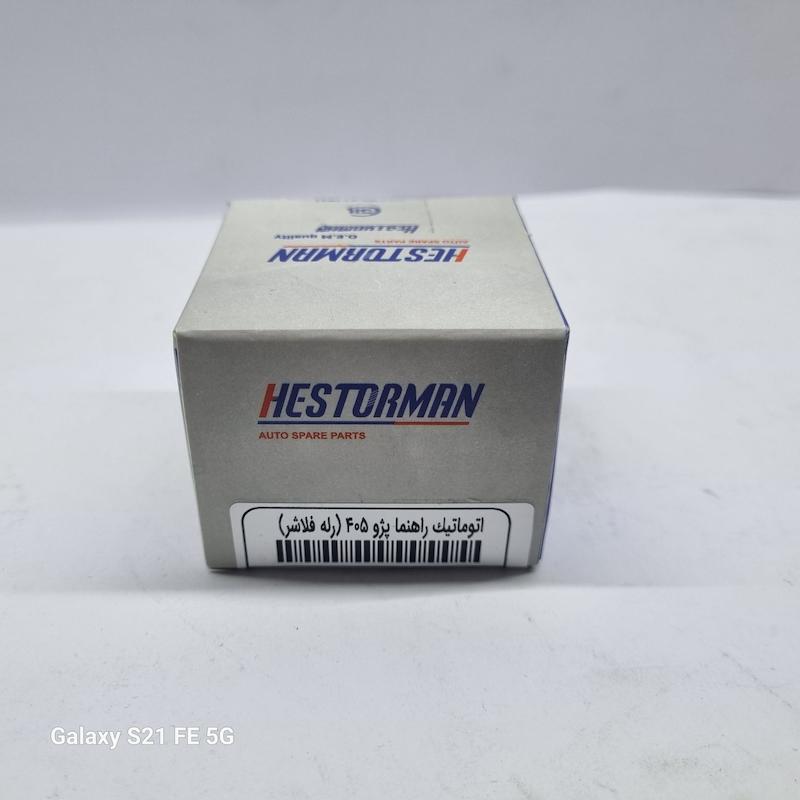 HESTORMAN
O.E.M quality
AUTO SPARE PARTS
HESTORMAN
HESTORMAN
AUTO SPARE PARTS
اتوماتیک راهنما پژو ۴۰۵ (رله فلاشر)
Galaxy S21 FE 5G